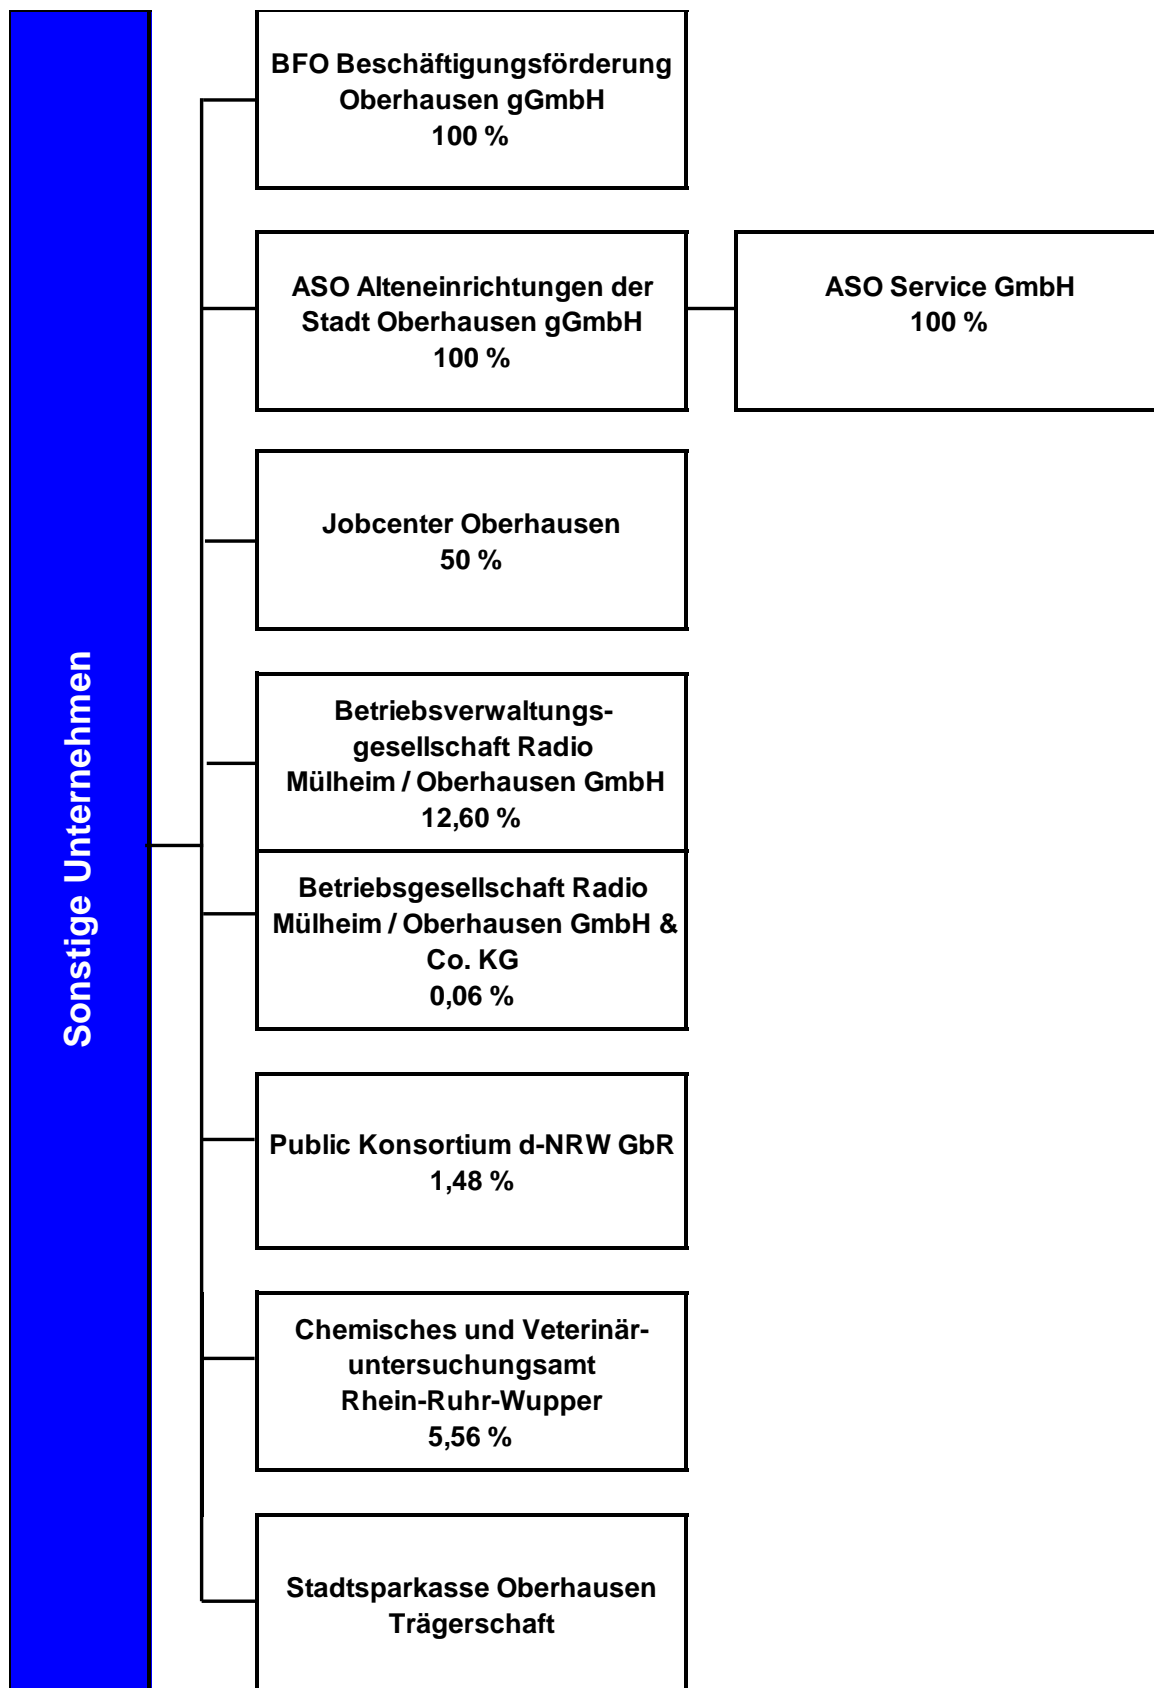 Sonstige Unternehmen
BFO Beschäftigungsförderung
Oberhausen gGmbH
100 %
ASO Alteneinrichtungen der
Stadt Oberhausen gGmbH
100 %
ASO Service GmbH
100 %
Jobcenter Oberhausen
50 %
Betriebsverwaltungs-
gesellschaft Radio
Mülheim / Oberhausen GmbH
12,60 %
Betriebsgesellschaft Radio
Mülheim / Oberhausen GmbH &
Co. KG
0,06 %
Public Konsortium d-NRW GbR
1,48 %
Chemisches und Veterinär-
untersuchungsamt
Rhein-Ruhr-Wupper
5,56 %
Stadtsparkasse Oberhausen
Trägerschaft